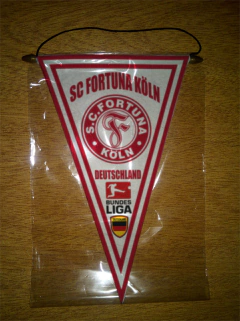 SC FORTUNA KÖLN
S.C. FORTUNA
KÖLN
DEUTSCHLAND
BUNDES
LIGA